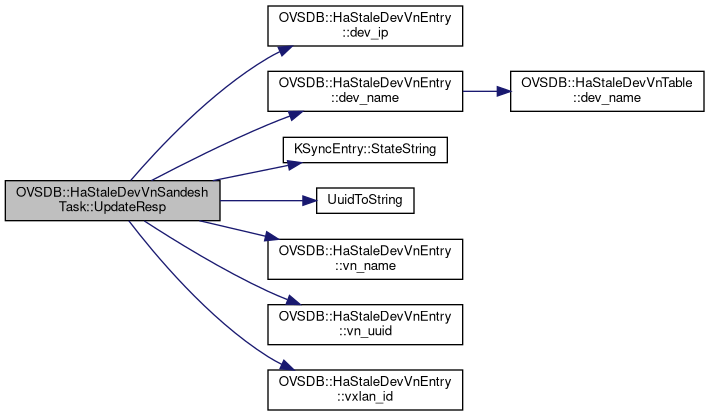 OVSDB::HaStaleDevVnSandesh
Task::UpdateResp
OVSDB::HaStaleDevVnEntry
::dev_ip
OVSDB::HaStaleDevVnEntry
::dev_name
OVSDB::HaStaleDevVnTable
::dev_name
KSyncEntry::StateString
UuidToString
OVSDB::HaStaleDevVnEntry
::vn_name
OVSDB::HaStaleDevVnEntry
::vn_uuid
OVSDB::HaStaleDevVnEntry
::vxlan_id